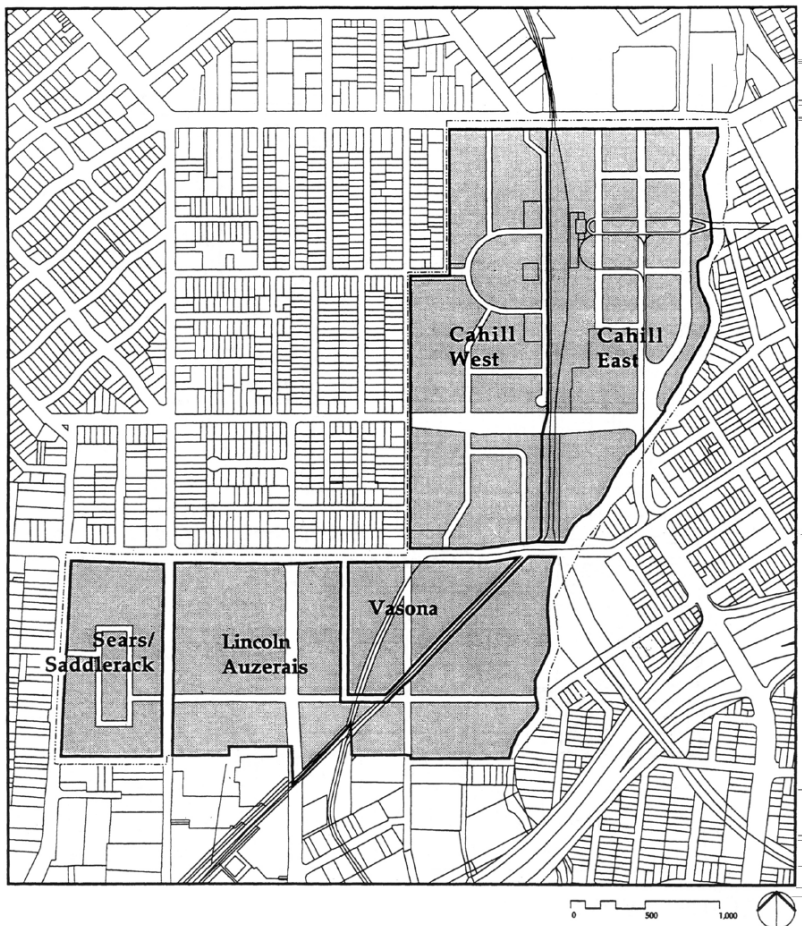 Cahill
West
Cahill
East
Vasona
Sears/
Saddlerack
Lincoln
Auzerais
0 500 1,000